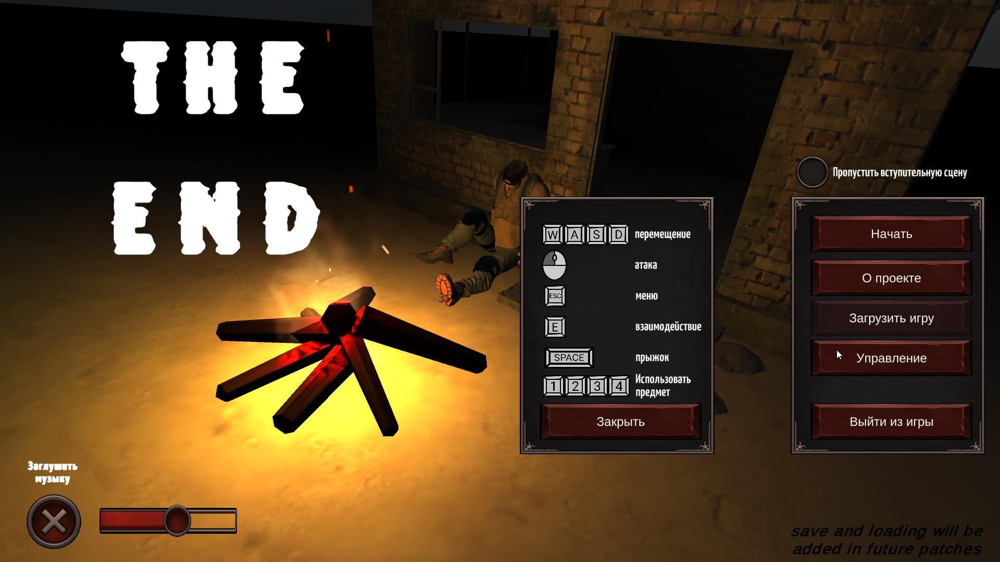 THE
END
Пропустить вступительную сцену
W A S D перемещение
атака
ESC меню
E взаимодействие
SPACE прыжок
1 2 3 4 Использовать
предмет
Закрыть
Начать
О проекте
Загрузить игру
Управление
Выйти из игры
Заглушить
музыку
save and loading will be
added in future patches